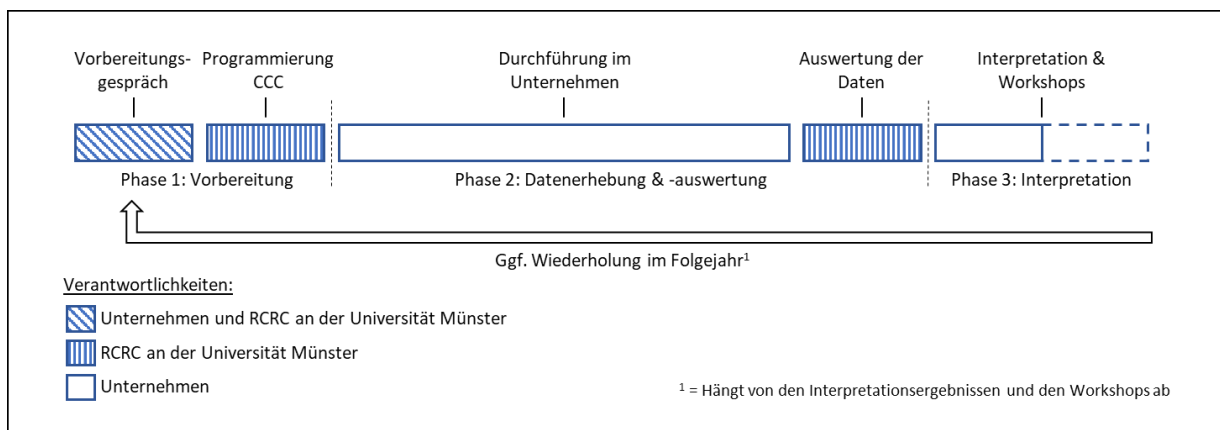 Vorbereitungs-
gespräch
Programmierung
CCC
Durchführung im
Unternehmen
Auswertung der
Daten
Interpretation &
Workshops
Phase 1: Vorbereitung
Phase 2: Datenerhebung & -auswertung
Phase 3: Interpretation
Ggf. Wiederholung im Folgejahr¹
Verantwortlichkeiten:
Unternehmen und RCRC an der Universität Münster
RCRC an der Universität Münster
Unternehmen
¹ = Hängt von den Interpretationsergebnissen und den Workshops ab